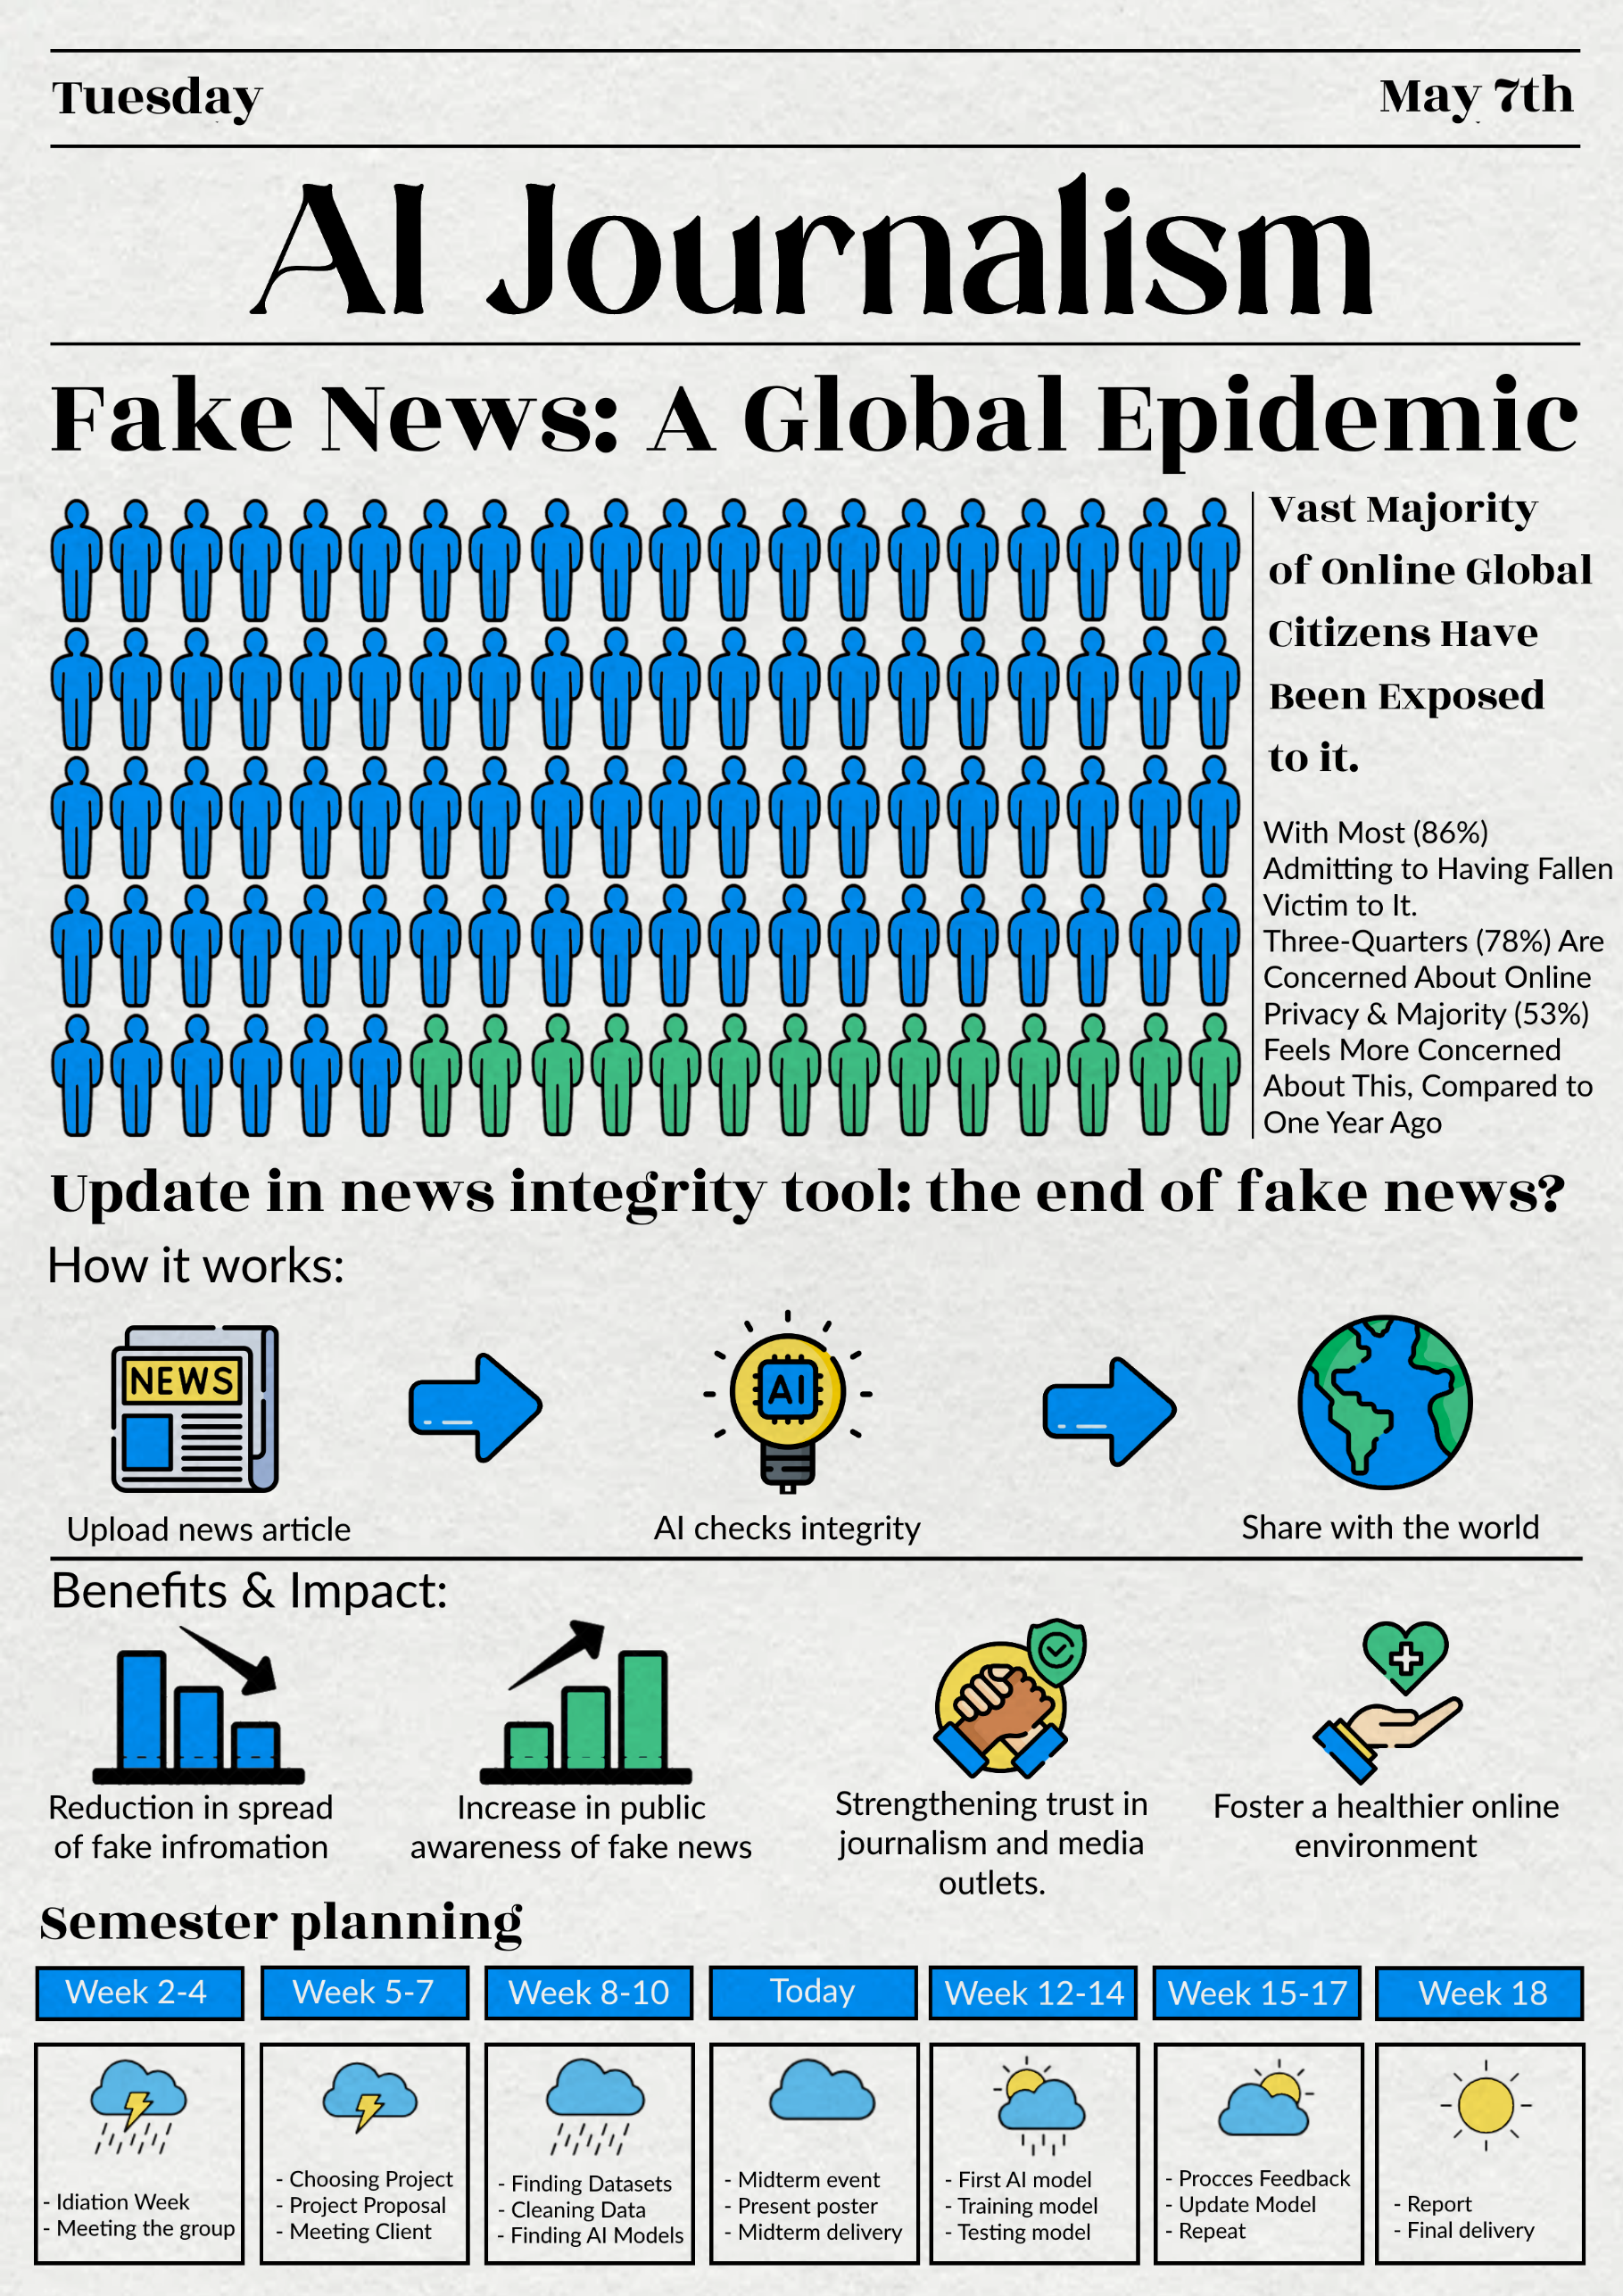 Tuesday
May 7th
AI Journalism
Fake News: A Global Epidemic
Vast Majority
of Online Global
Citizens Have
Been Exposed
to it.
With Most (86%)
Admitting to Having Fallen
Victim to It.
Three-Quarters (78%) Are
Concerned About Online
Privacy & Majority (53%)
Feels More Concerned
About This, Compared to
One Year Ago
Update in news integrity tool: the end of fake news?
How it works:
NEWS
AI
Upload news article
AI checks integrity
Share with the world
Benefits & Impact:
Reduction in spread
of fake infromation
Increase in public
awareness of fake news
Strengthening trust in
journalism and media
outlets.
Foster a healthier online
environment
Semester planning
Week 2-4
- Idiation Week
- Meeting the group
Week 5-7
- Choosing Project
- Project Proposal
- Meeting Client
Week 8-10
- Finding Datasets
- Cleaning Data
- Finding AI Models
Today
- Midterm event
- Present poster
- Midterm delivery
Week 12-14
- First AI model
- Training model
- Testing model
Week 15-17
- Procces Feedback
- Update Model
- Repeat
Week 18
- Report
- Final delivery